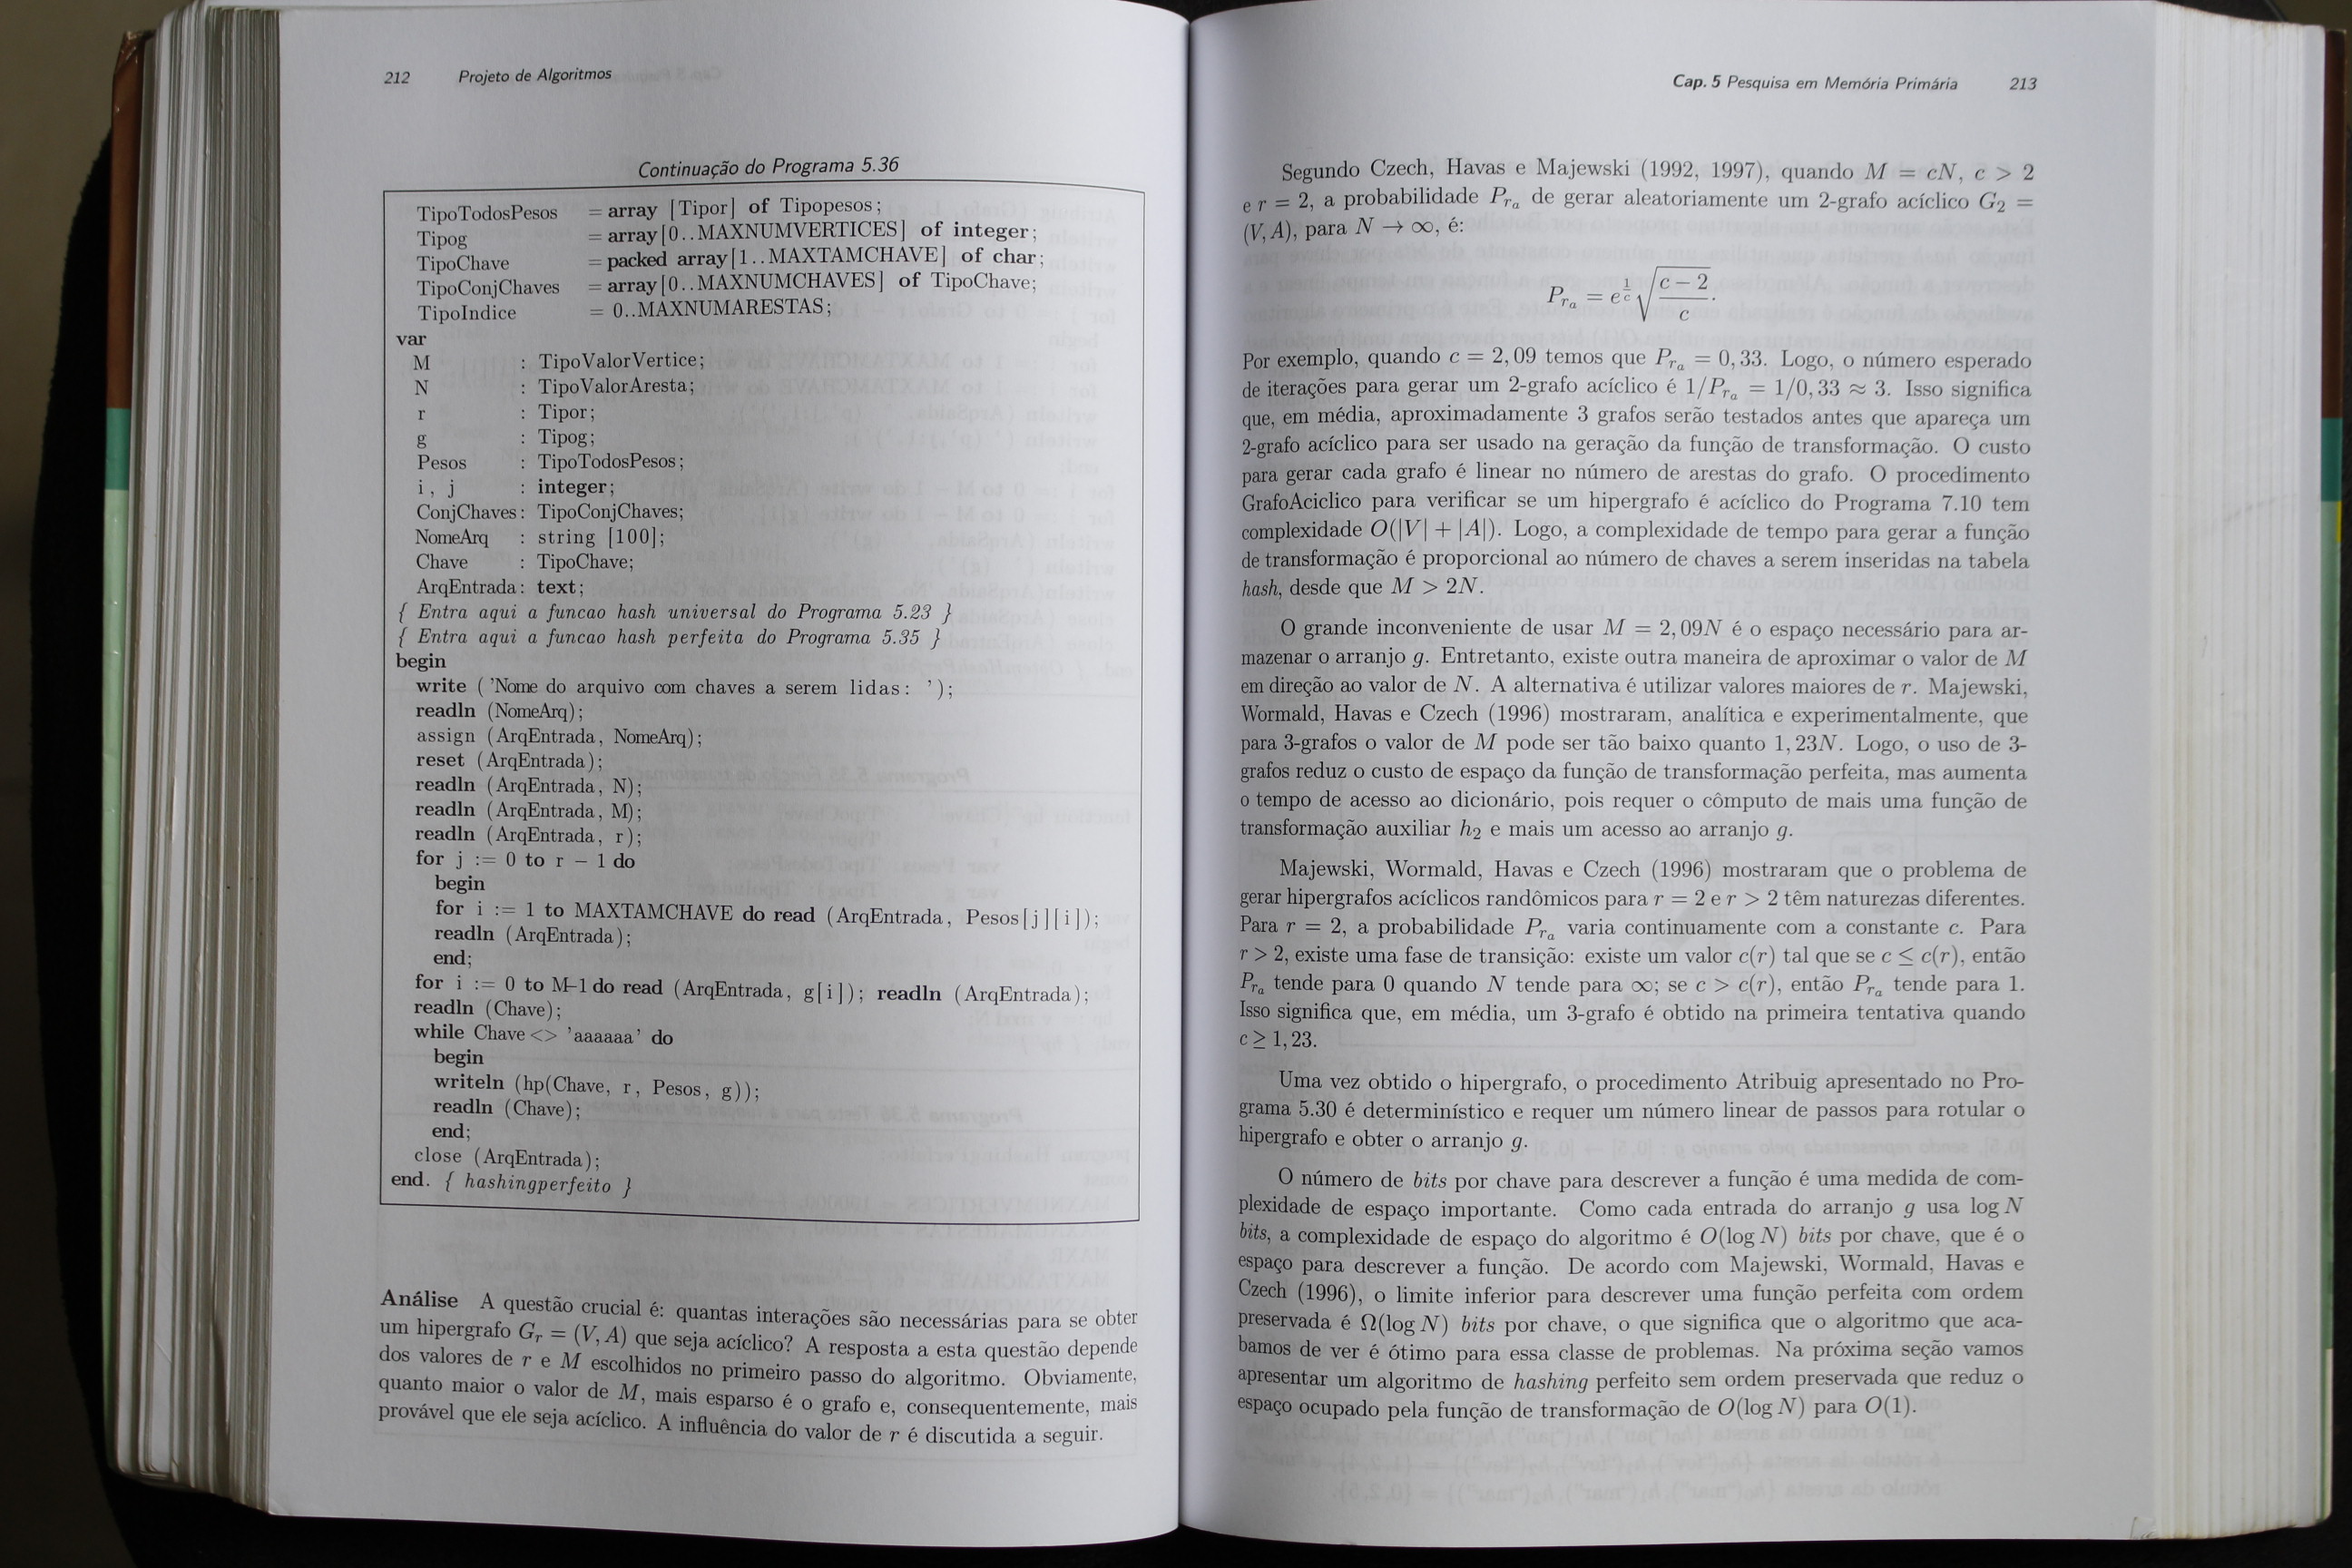 212 Projeto de Algoritmos
Continuação do Programa 5.36
TipoTodosPesos = array [Tipor] of Tipopesos;
Tipog = array[0..MAXNUMVERTICES] of integer;
TipoChave = packed array[1..MAXTAMCHAVE] of char;
TipoConjChaves = array[0..MAXNUMCHAVES] of TipoChave;
TipoIndice = 0..MAXNUMARESTAS;
var
M : TipoValorVertice;
N : TipoValorAresta;
r : Tipor;
g : Tipog;
Pesos : TipoTodosPesos;
i, j : integer;
ConjChaves: TipoConjChaves;
NomeArq : string [100];
Chave : TipoChave;
ArqEntrada: text;
{ Entra aqui a funcao hash universal do Programa 5.23 }
{ Entra aqui a funcao hash perfeita do Programa 5.35 }
begin
write ('Nome do arquivo com chaves a serem lidas: ');
readln (NomeArq);
assign (ArqEntrada, NomeArq);
reset (ArqEntrada);
readln (ArqEntrada, N);
readln (ArqEntrada, M);
readln (ArqEntrada, r);
for j := 0 to r - 1 do
begin
for i := 1 to MAXTAMCHAVE do read (ArqEntrada, Pesos[j][i]);
readln (ArqEntrada);
end;
for i := 0 to M-1 do read (ArqEntrada, g[i]); readln (ArqEntrada);
readln (Chave);
while Chave <> 'aaaaaa' do
begin
writeln (hp(Chave, r, Pesos, g));
readln (Chave);
end;
close (ArqEntrada);
end. { hashingperfeito }
Análise A questão crucial é: quantas interações são necessárias para se obter
um hipergrafo Gr = (V, A) que seja acíclico? A resposta a esta questão depende
dos valores de r e M escolhidos no primeiro passo do algoritmo. Obviamente,
quanto maior o valor de M, mais esparso é o grafo e, consequentemente, mais
provável que ele seja acíclico. A influência do valor de r é discutida a seguir.
Cap. 5 Pesquisa em Memória Primária 213
Segundo Czech, Havas e Majewski (1992, 1997), quando M = cN, c > 2
e r = 2, a probabilidade P_{r_a} de gerar aleatoriamente um 2-grafo acíclico G2 =
(V, A), para N → ∞, é:
P_{r_a} = e^{1/c} √((c − 2)/c).
Por exemplo, quando c = 2,09 temos que P_{r_a} = 0,33. Logo, o número esperado
de iterações para gerar um 2-grafo acíclico é 1/P_{r_a} = 1/0,33 ≈ 3. Isso significa
que, em média, aproximadamente 3 grafos serão testados antes que apareça um
2-grafo acíclico para ser usado na geração da função de transformação. O custo
para gerar cada grafo é linear no número de arestas do grafo. O procedimento
GrafoAciclico para verificar se um hipergrafo é acíclico do Programa 7.10 tem
complexidade O(|V| + |A|). Logo, a complexidade de tempo para gerar a função
de transformação é proporcional ao número de chaves a serem inseridas na tabela
hash, desde que M > 2N.
O grande inconveniente de usar M = 2,09N é o espaço necessário para ar-
mazenar o arranjo g. Entretanto, existe outra maneira de aproximar o valor de M
em direção ao valor de N. A alternativa é utilizar valores maiores de r. Majewski,
Wormald, Havas e Czech (1996) mostraram, analítica e experimentalmente, que
para 3-grafos o valor de M pode ser tão baixo quanto 1,23N. Logo, o uso de 3-
grafos reduz o custo de espaço da função de transformação perfeita, mas aumenta
o tempo de acesso ao dicionário, pois requer o cômputo de mais uma função de
transformação auxiliar h2 e mais um acesso ao arranjo g.
Majewski, Wormald, Havas e Czech (1996) mostraram que o problema de
gerar hipergrafos acíclicos randômicos para r = 2 e r > 2 têm naturezas diferentes.
Para r = 2, a probabilidade P_{r_a} varia continuamente com a constante c. Para
r > 2, existe uma fase de transição: existe um valor c(r) tal que se c ≤ c(r), então
P_{r_a} tende para 0 quando N tende para ∞; se c > c(r), então P_{r_a} tende para 1.
Isso significa que, em média, um 3-grafo é obtido na primeira tentativa quando
c ≥ 1,23.
Uma vez obtido o hipergrafo, o procedimento Atribuig apresentado no Pro-
grama 5.30 é determinístico e requer um número linear de passos para rotular o
hipergrafo e obter o arranjo g.
O número de bits por chave para descrever a função é uma medida de com-
plexidade de espaço importante. Como cada entrada do arranjo g usa log N
bits, a complexidade de espaço do algoritmo é O(log N) bits por chave, que é o
espaço para descrever a função. De acordo com Majewski, Wormald, Havas e
Czech (1996), o limite inferior para descrever uma função perfeita com ordem
preservada é Ω(log N) bits por chave, o que significa que o algoritmo que aca-
bamos de ver é ótimo para essa classe de problemas. Na próxima seção vamos
apresentar um algoritmo de hashing perfeito sem ordem preservada que reduz o
espaço ocupado pela função de transformação de O(log N) para O(1).